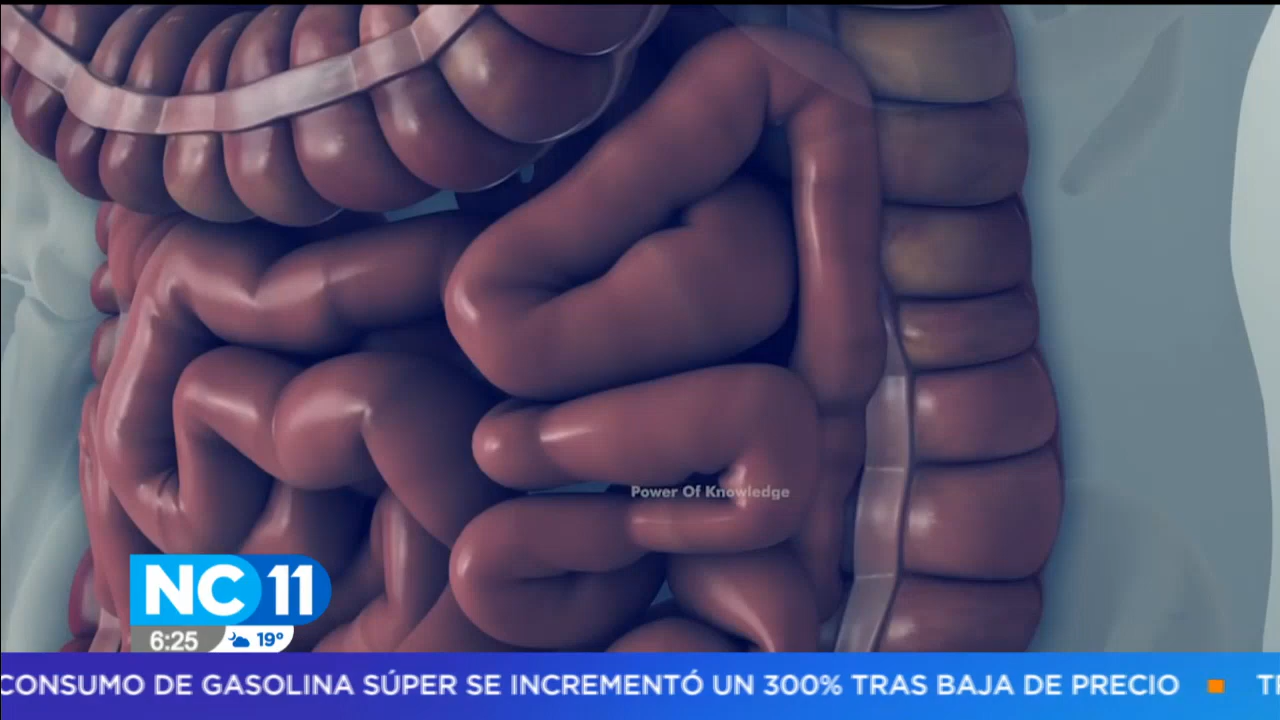 Power Of Knowledge
NC 11
6:25 19°
CONSUMO DE GASOLINA SÚPER SE INCREMENTÓ UN 300% TRAS BAJA DE PRECIO